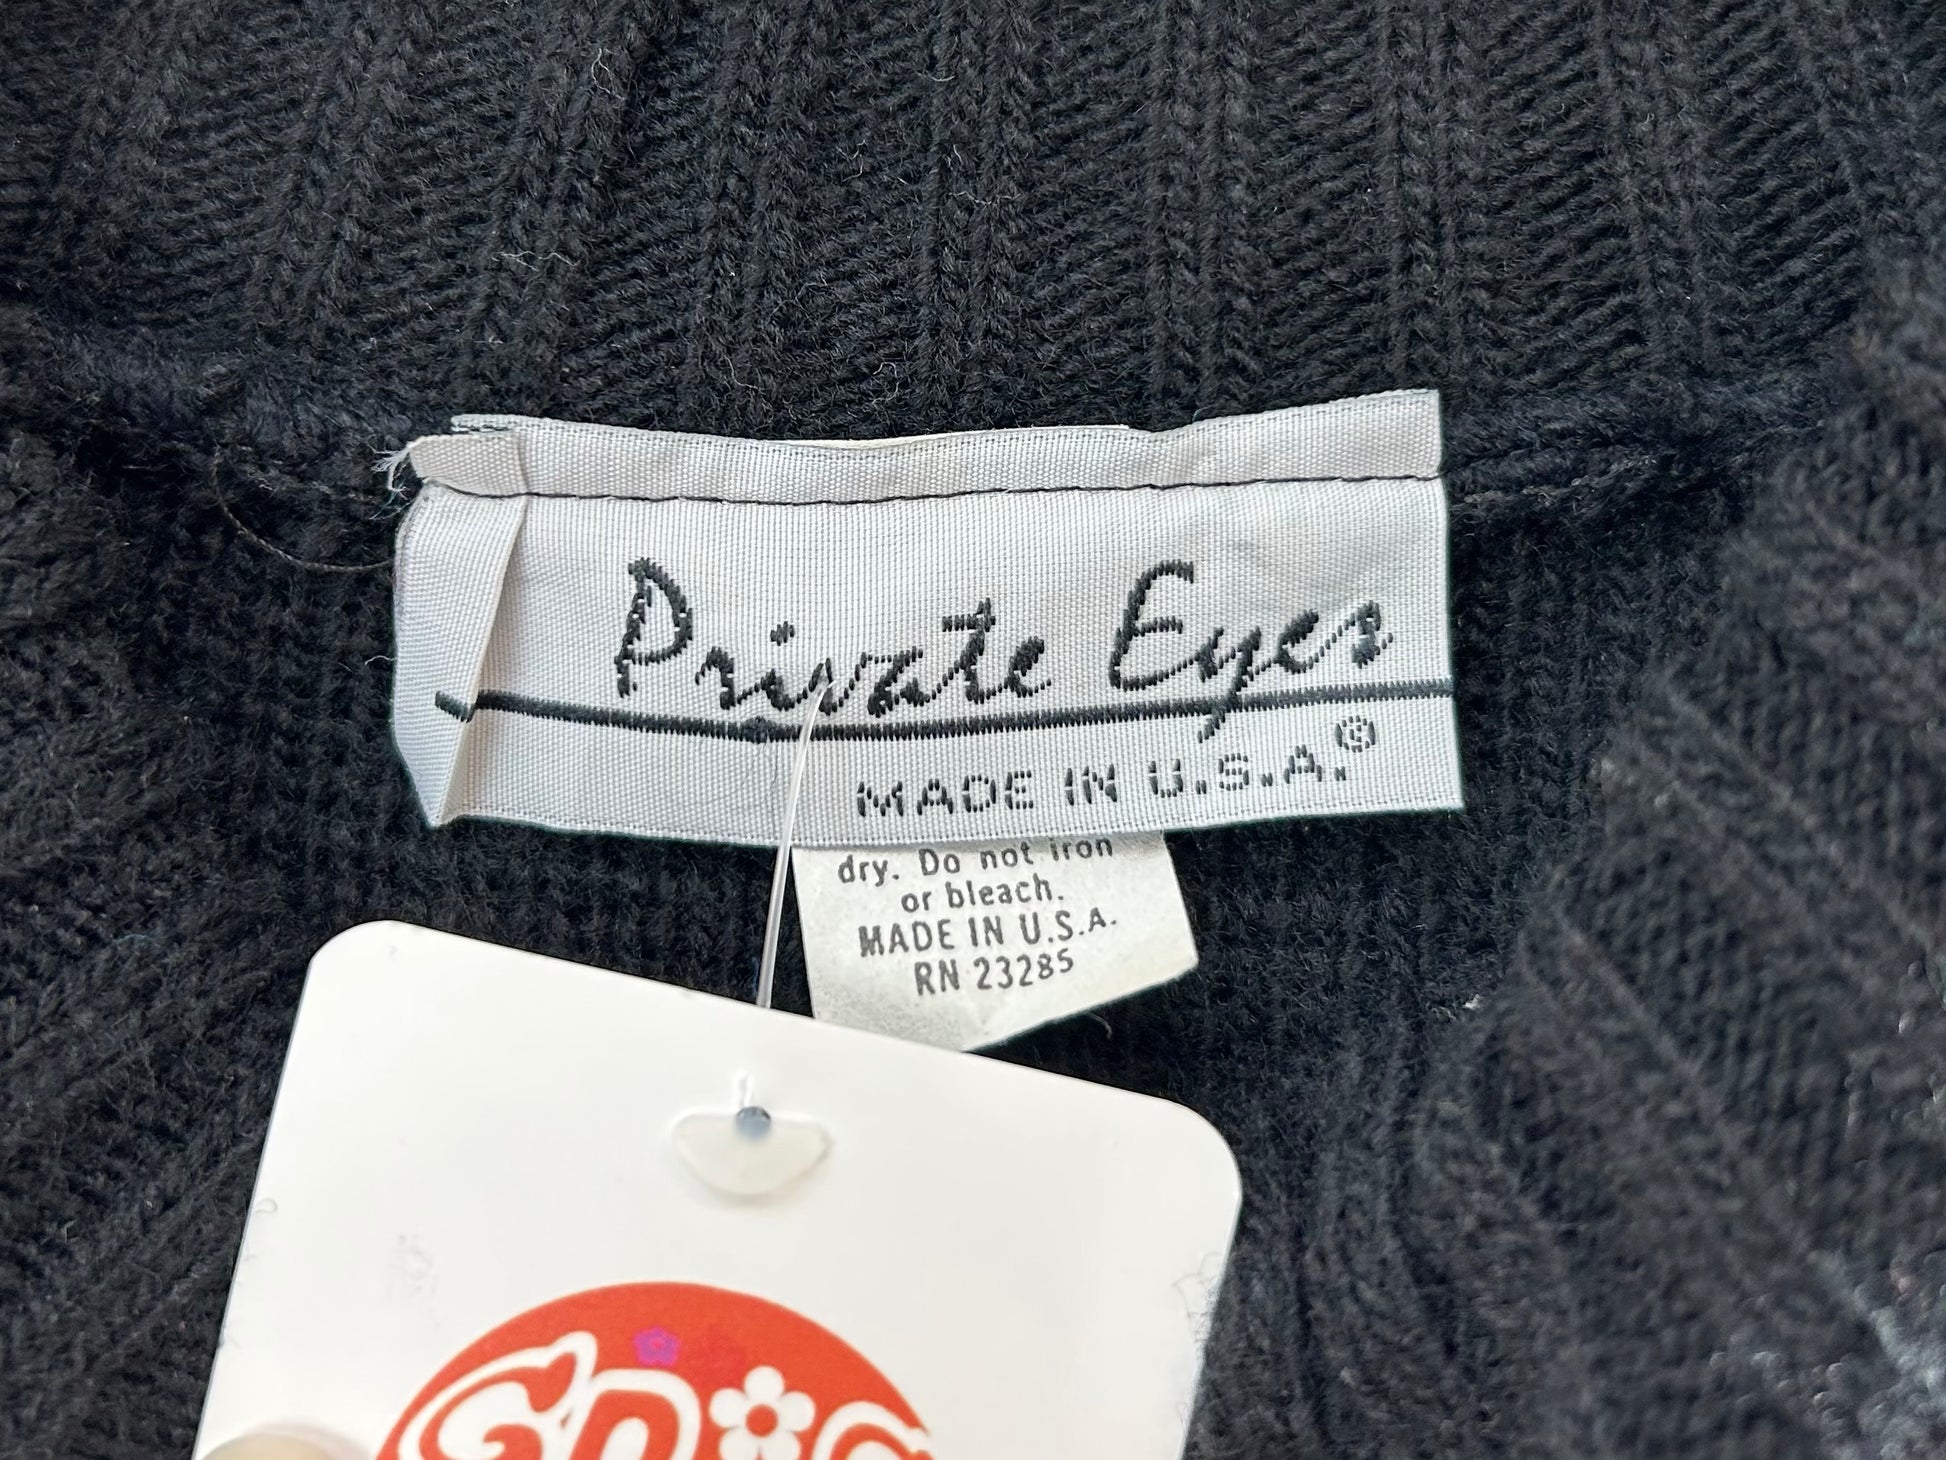 Private Eyes
MADE IN U.S.A.®
dry. Do not iron
or bleach.
MADE IN U.S.A.
RN 23285